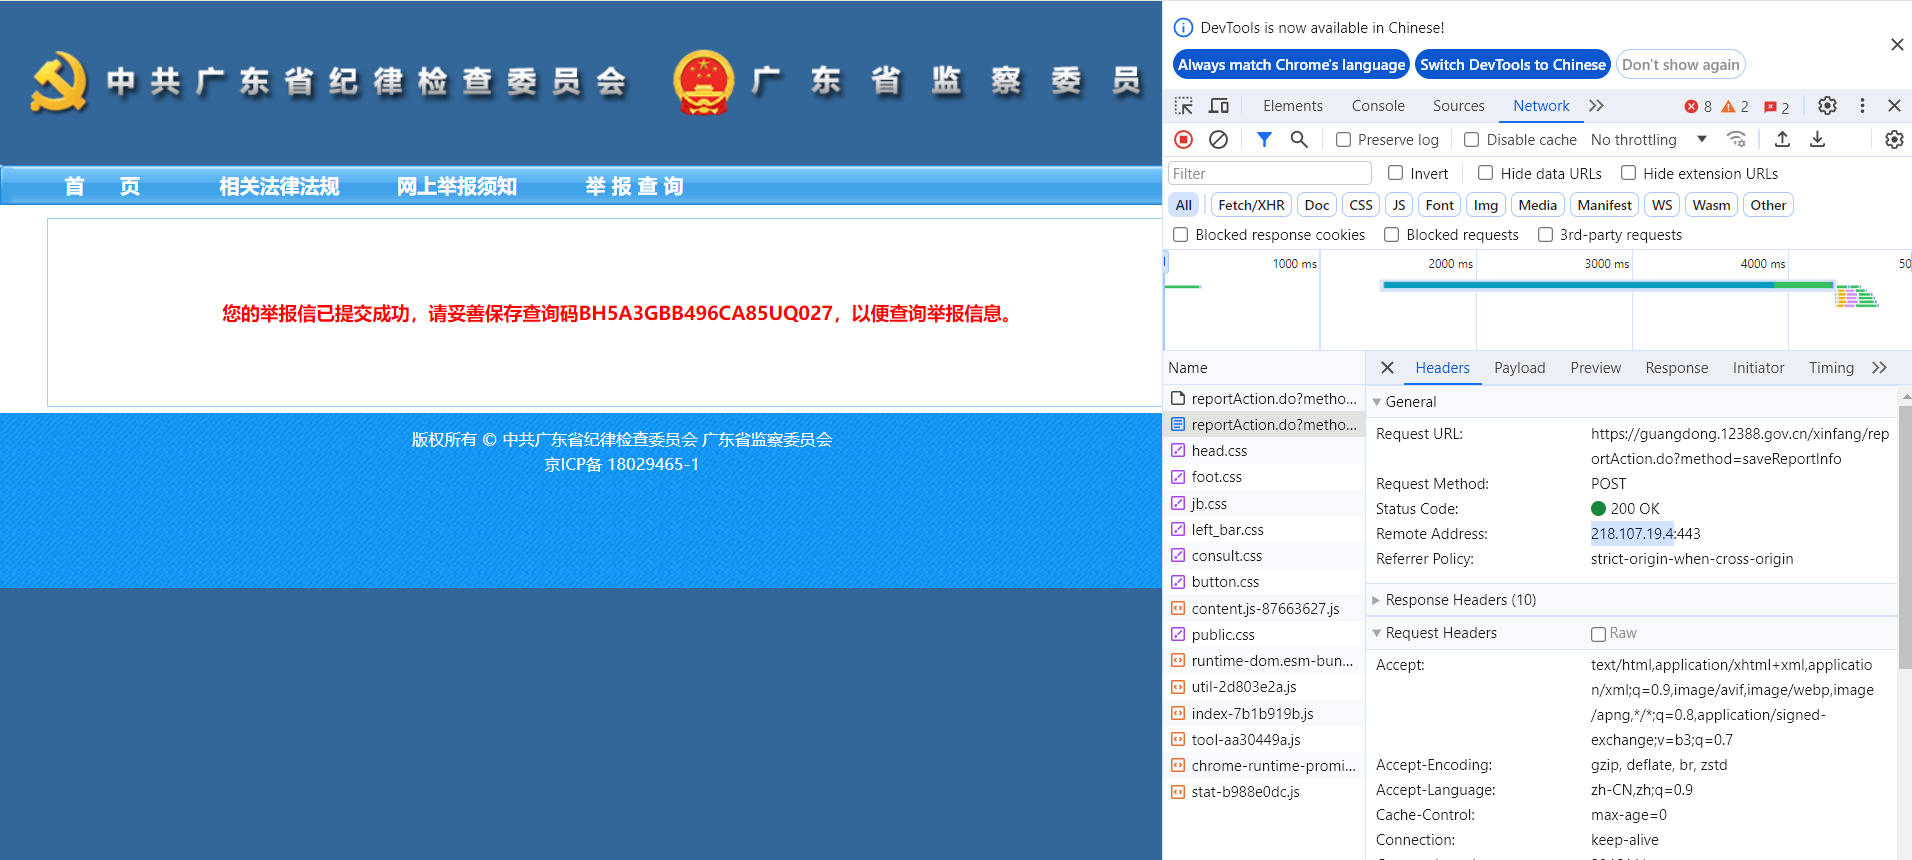 中共广东省纪律检查委员会 广东省监察委员
首 页 相关法律法规 网上举报须知 举报查询
您的举报信已提交成功，请妥善保存查询码BH5A3GBB496CA85UQ027，以便查询举报信息。
版权所有 © 中共广东省纪律检查委员会 广东省监察委员会
京ICP备 18029465-1
DevTools is now available in Chinese!
Always match Chrome's language Switch DevTools to Chinese Don't show again
Elements Console Sources Network 8 2 2
Preserve log Disable cache No throttling
Filter Invert Hide data URLs Hide extension URLs
All Fetch/XHR Doc CSS JS Font Img Media Manifest WS Wasm Other
Blocked response cookies Blocked requests 3rd-party requests
1000 ms 2000 ms 3000 ms 4000 ms 50
Name
reportAction.do?metho...
reportAction.do?metho...
head.css
foot.css
jb.css
left_bar.css
consult.css
button.css
content.js-87663627.js
public.css
runtime-dom.esm-bun...
util-2d803e2a.js
index-7b1b919b.js
tool-aa30449a.js
chrome-runtime-promi...
stat-b988e0dc.js
Headers Payload Preview Response Initiator Timing
General
Request URL: https://guangdong.12388.gov.cn/xinfang/rep
ortAction.do?method=saveReportInfo
Request Method: POST
Status Code: 200 OK
Remote Address: 218.107.19.4:443
Referrer Policy: strict-origin-when-cross-origin
Response Headers (10)
Request Headers Raw
Accept: text/html,application/xhtml+xml,applicatio
n/xml;q=0.9,image/avif,image/webp,image
/apng,*/*;q=0.8,application/signed-
exchange;v=b3;q=0.7
Accept-Encoding: gzip, deflate, br, zstd
Accept-Language: zh-CN,zh;q=0.9
Cache-Control: max-age=0
Connection: keep-alive